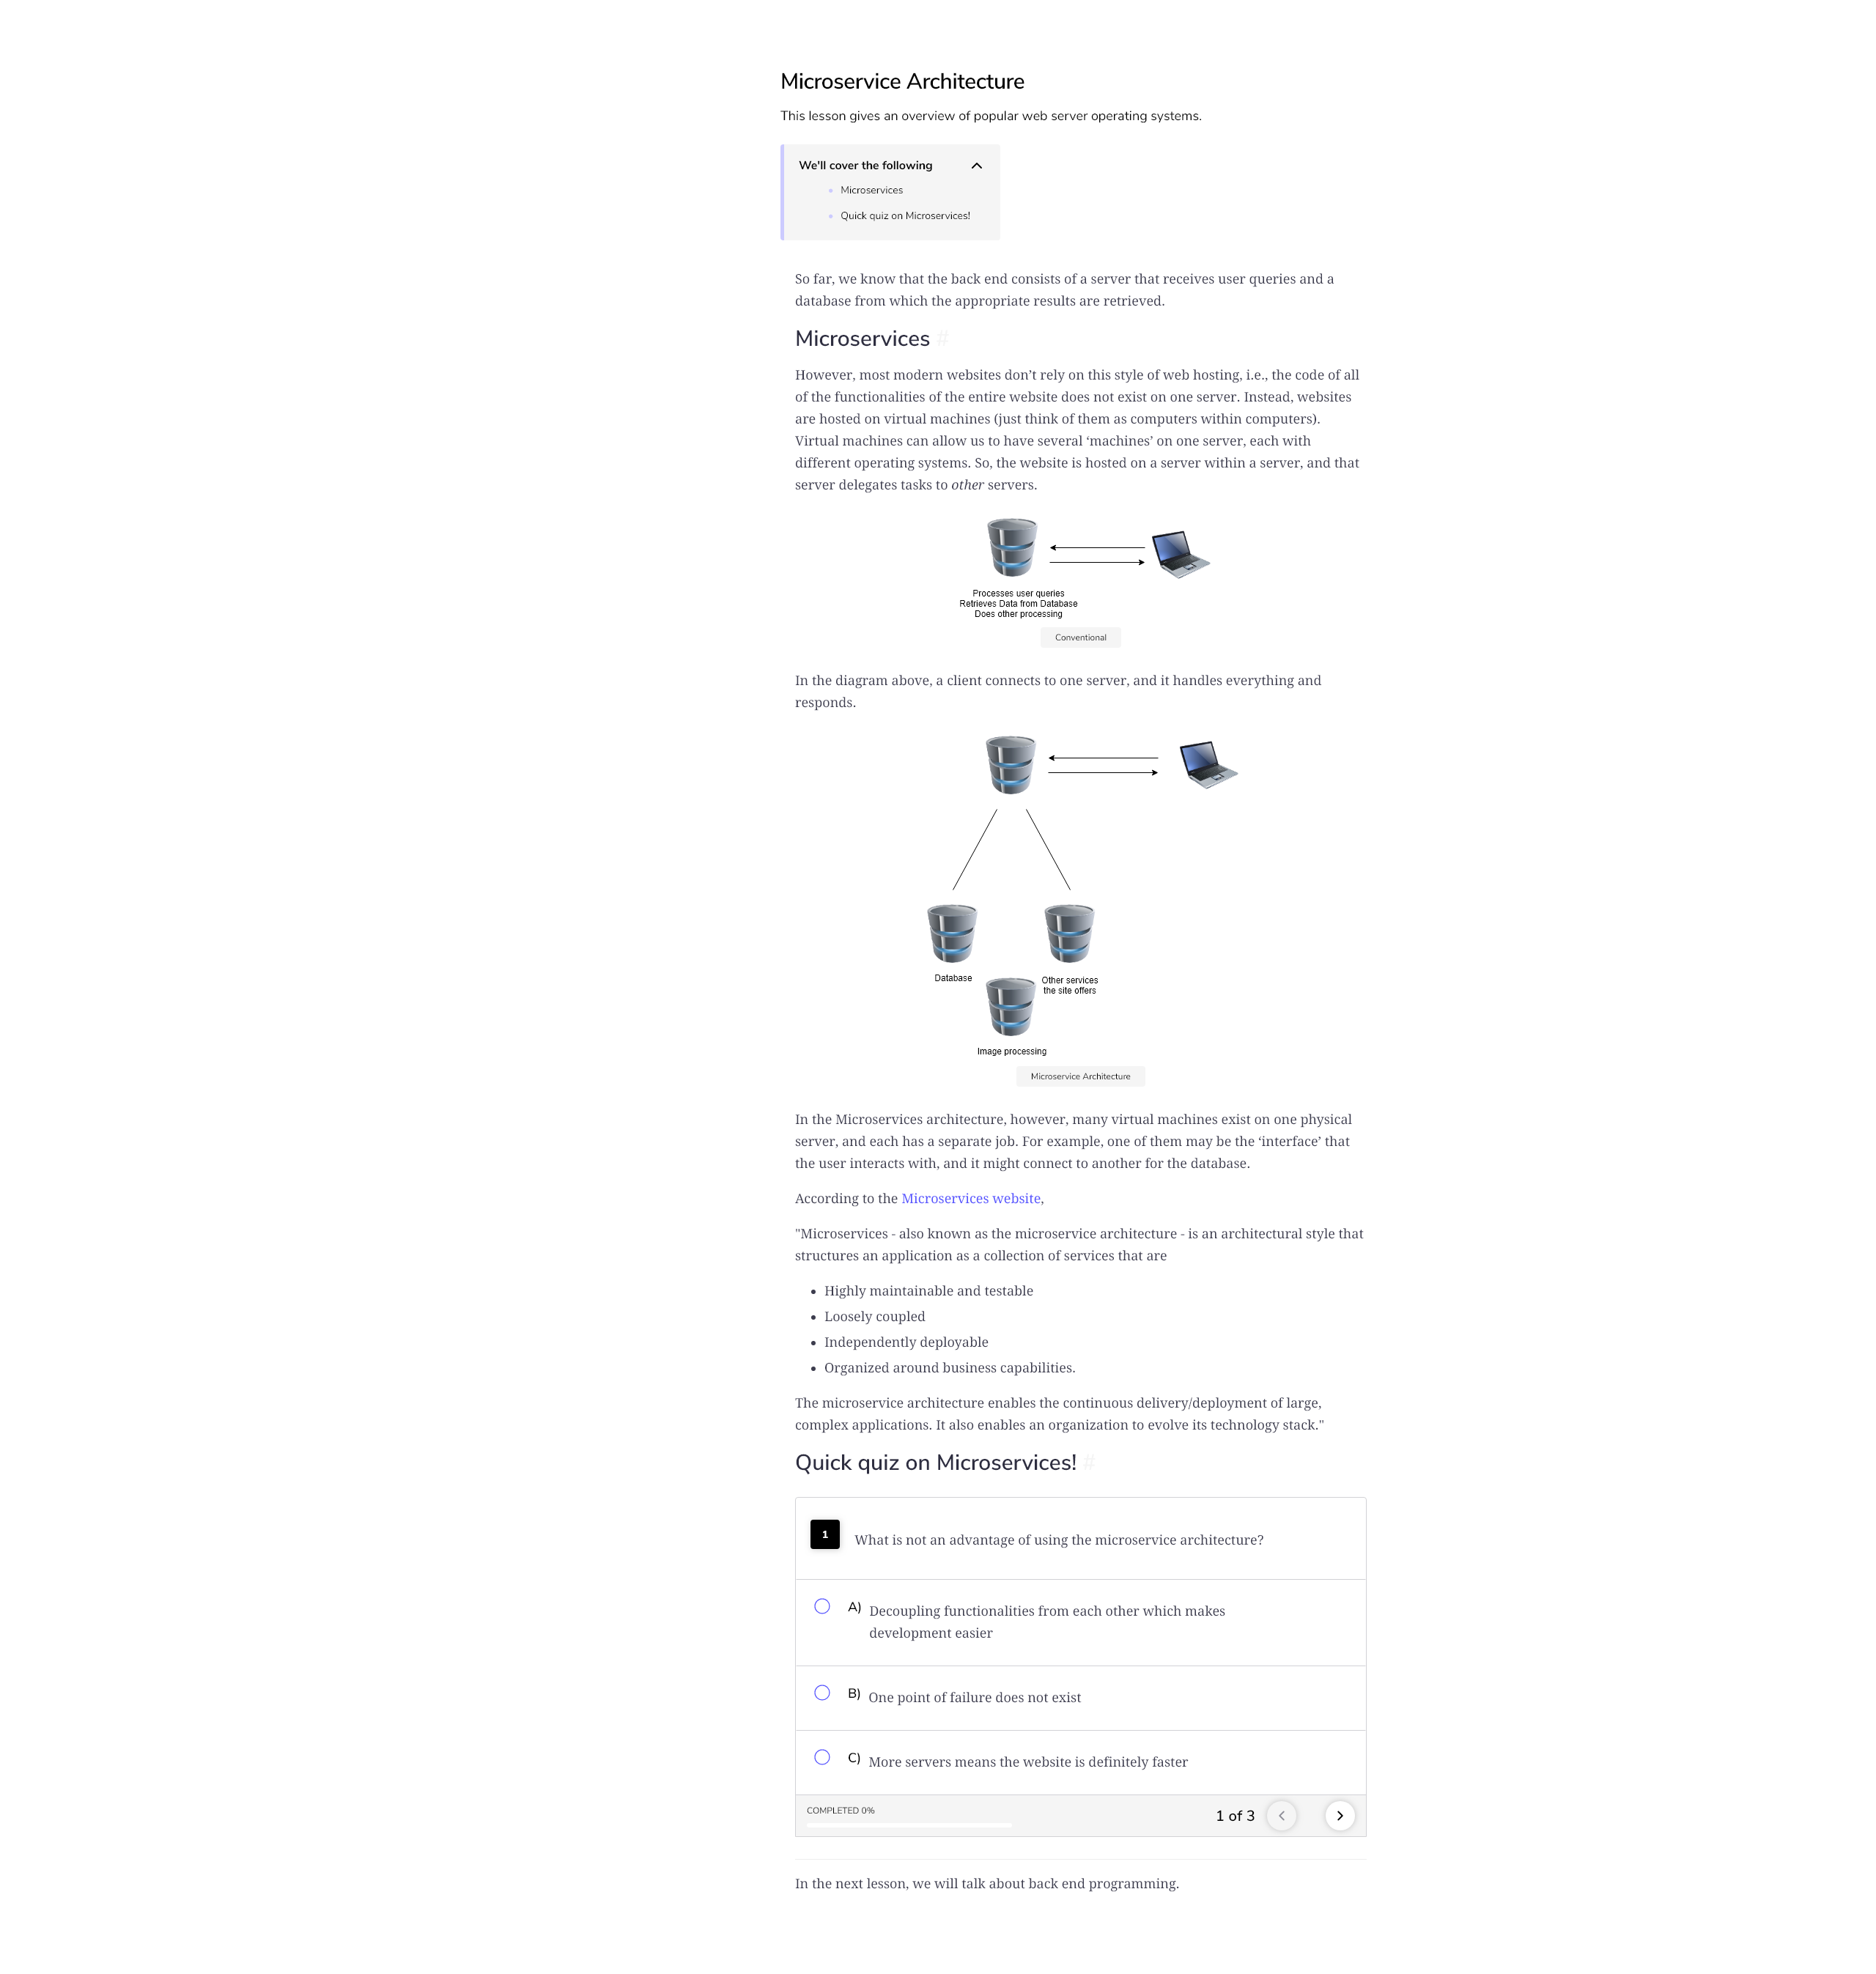 Microservice Architecture
This lesson gives an overview of popular web server operating systems.
We'll cover the following
Microservices
Quick quiz on Microservices!
So far, we know that the back end consists of a server that receives user queries and a
database from which the appropriate results are retrieved.
Microservices #
However, most modern websites don’t rely on this style of web hosting, i.e., the code of all
of the functionalities of the entire website does not exist on one server. Instead, websites
are hosted on virtual machines (just think of them as computers within computers).
Virtual machines can allow us to have several ‘machines’ on one server, each with
different operating systems. So, the website is hosted on a server within a server, and that
server delegates tasks to other servers.
Processes user queries
Retrieves Data from Database
Does other processing
Conventional
In the diagram above, a client connects to one server, and it handles everything and
responds.
Database
Other services
the site offers
Image processing
Microservice Architecture
In the Microservices architecture, however, many virtual machines exist on one physical
server, and each has a separate job. For example, one of them may be the ‘interface’ that
the user interacts with, and it might connect to another for the database.
According to the Microservices website,
"Microservices - also known as the microservice architecture - is an architectural style that
structures an application as a collection of services that are
• Highly maintainable and testable
• Loosely coupled
• Independently deployable
• Organized around business capabilities.
The microservice architecture enables the continuous delivery/deployment of large,
complex applications. It also enables an organization to evolve its technology stack."
Quick quiz on Microservices! #
1 What is not an advantage of using the microservice architecture?
A) Decoupling functionalities from each other which makes
development easier
B) One point of failure does not exist
C) More servers means the website is definitely faster
COMPLETED 0%
1 of 3
In the next lesson, we will talk about back end programming.